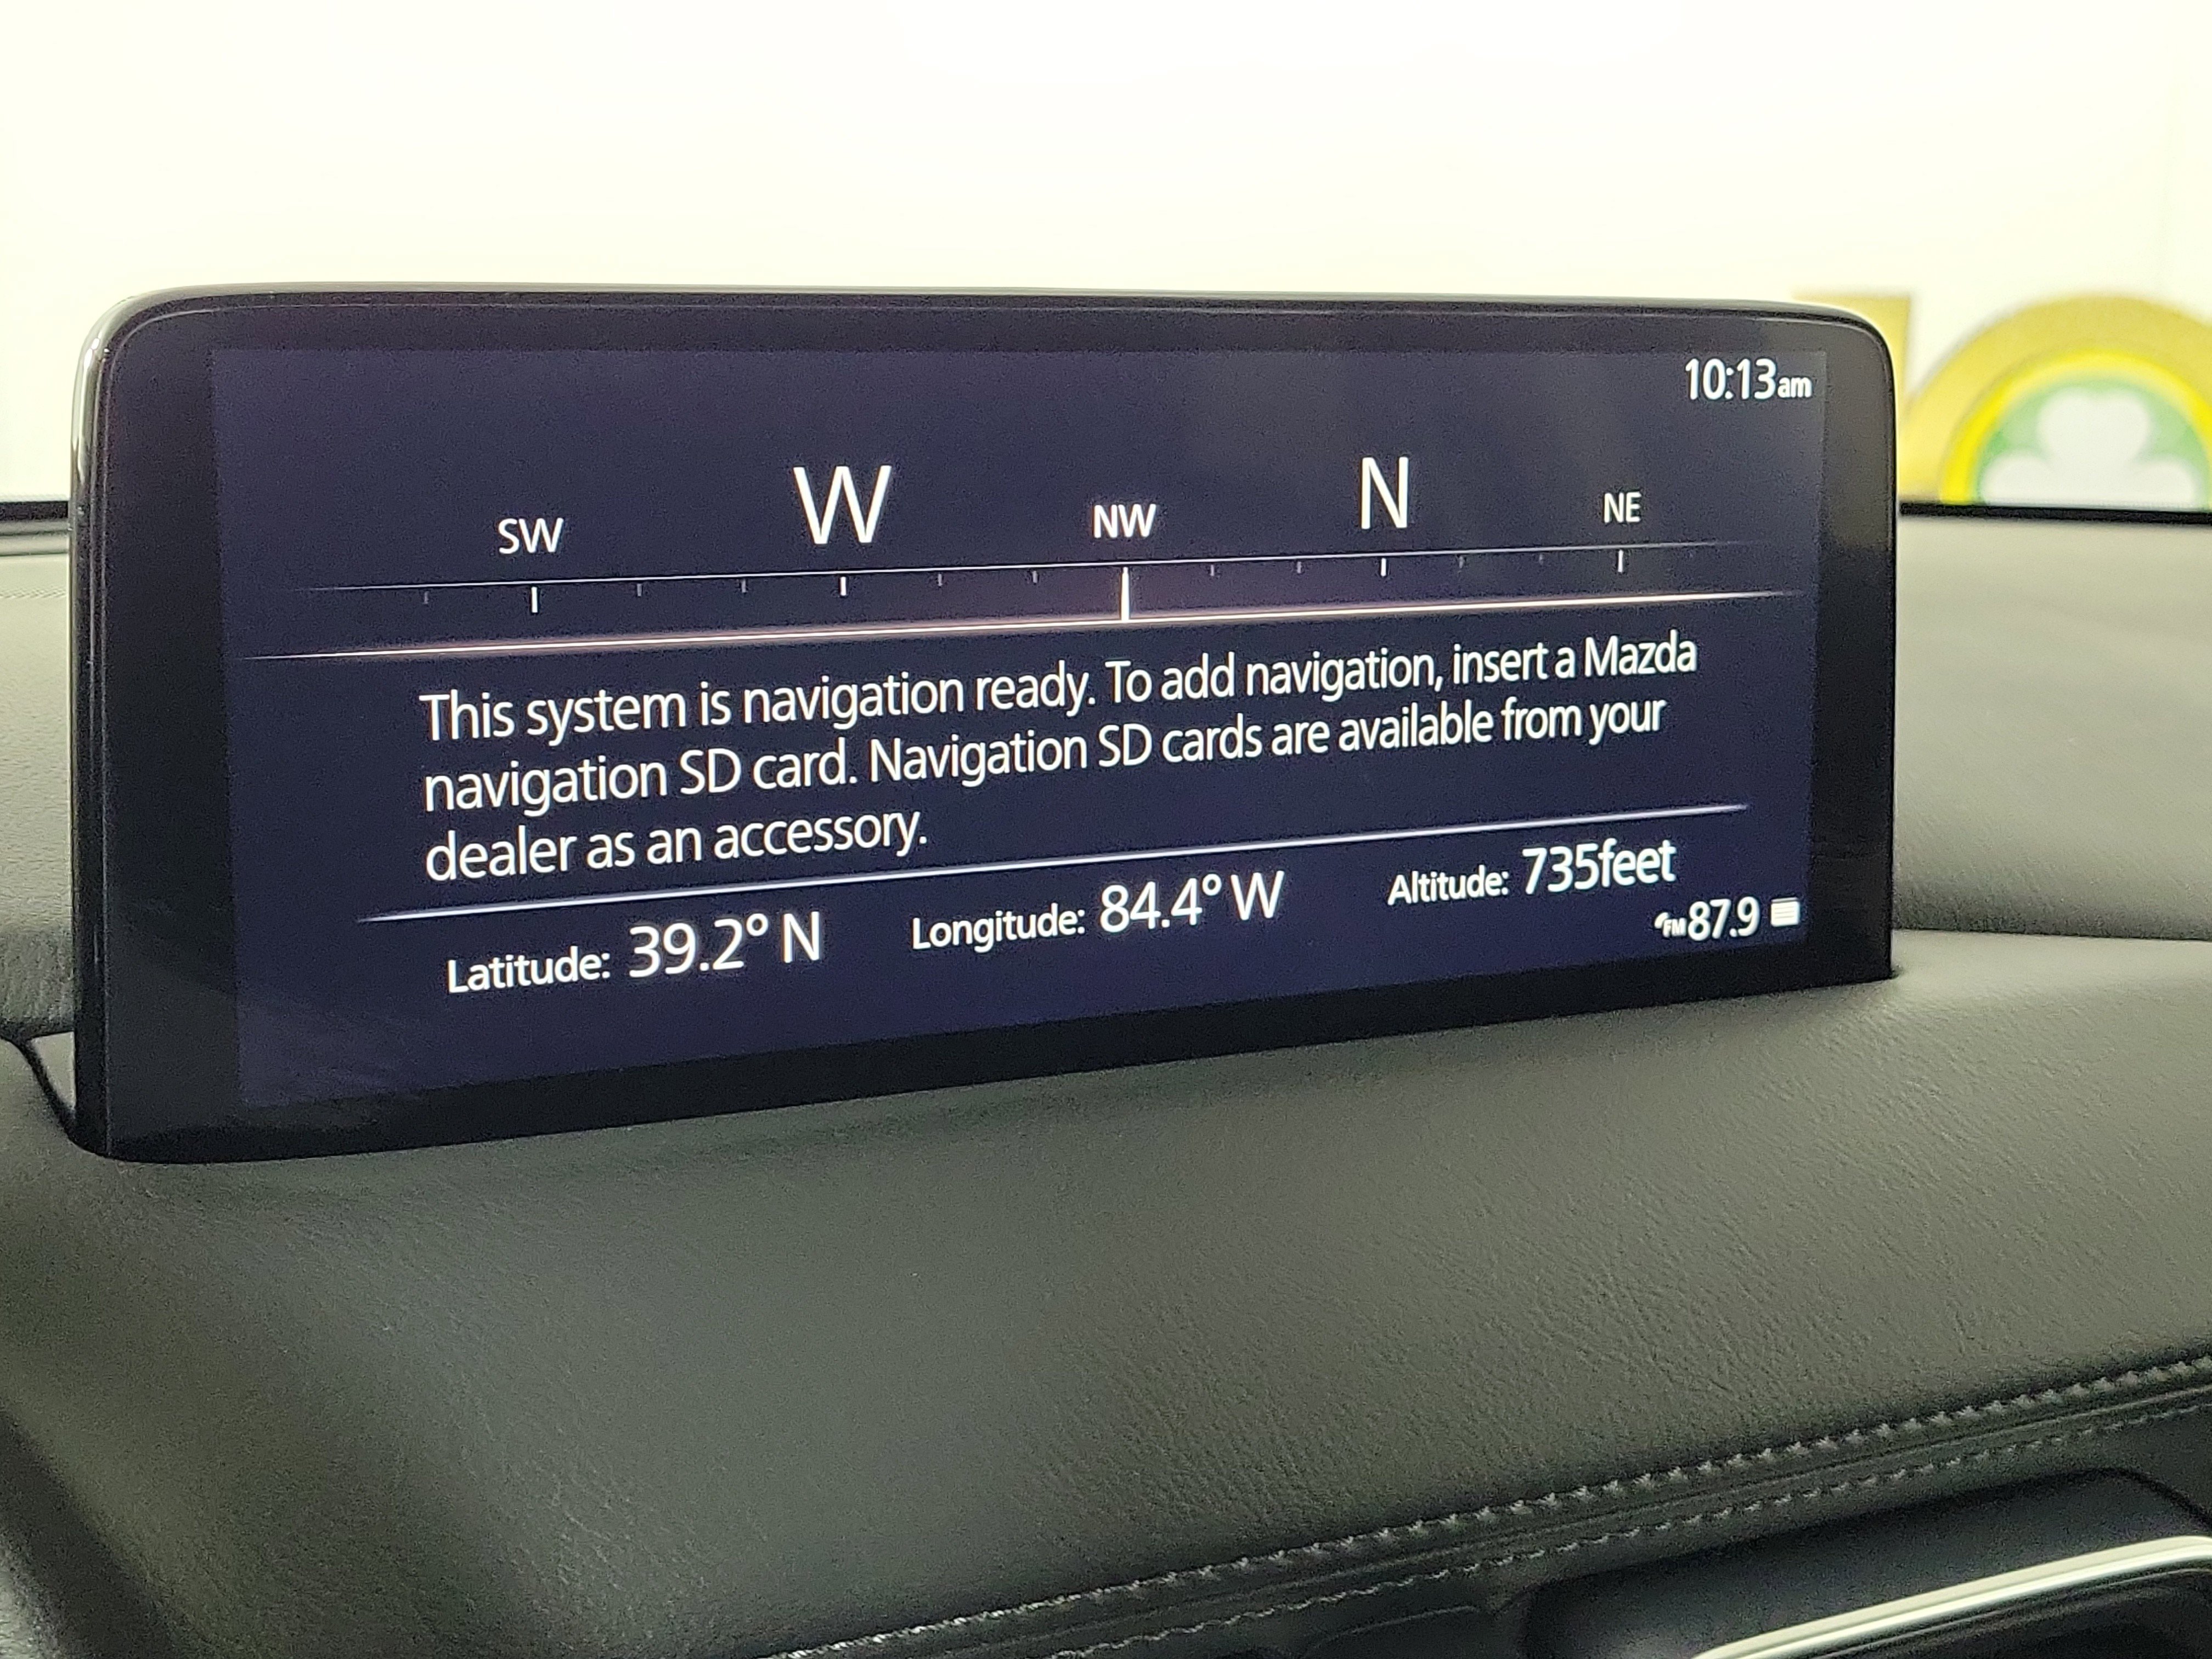 10:13am
SW W NW N NE
This system is navigation ready. To add navigation, insert a Mazda
navigation SD card. Navigation SD cards are available from your
dealer as an accessory.
Latitude: 39.2° N Longitude: 84.4° W Altitude: 735feet
FM 87.9